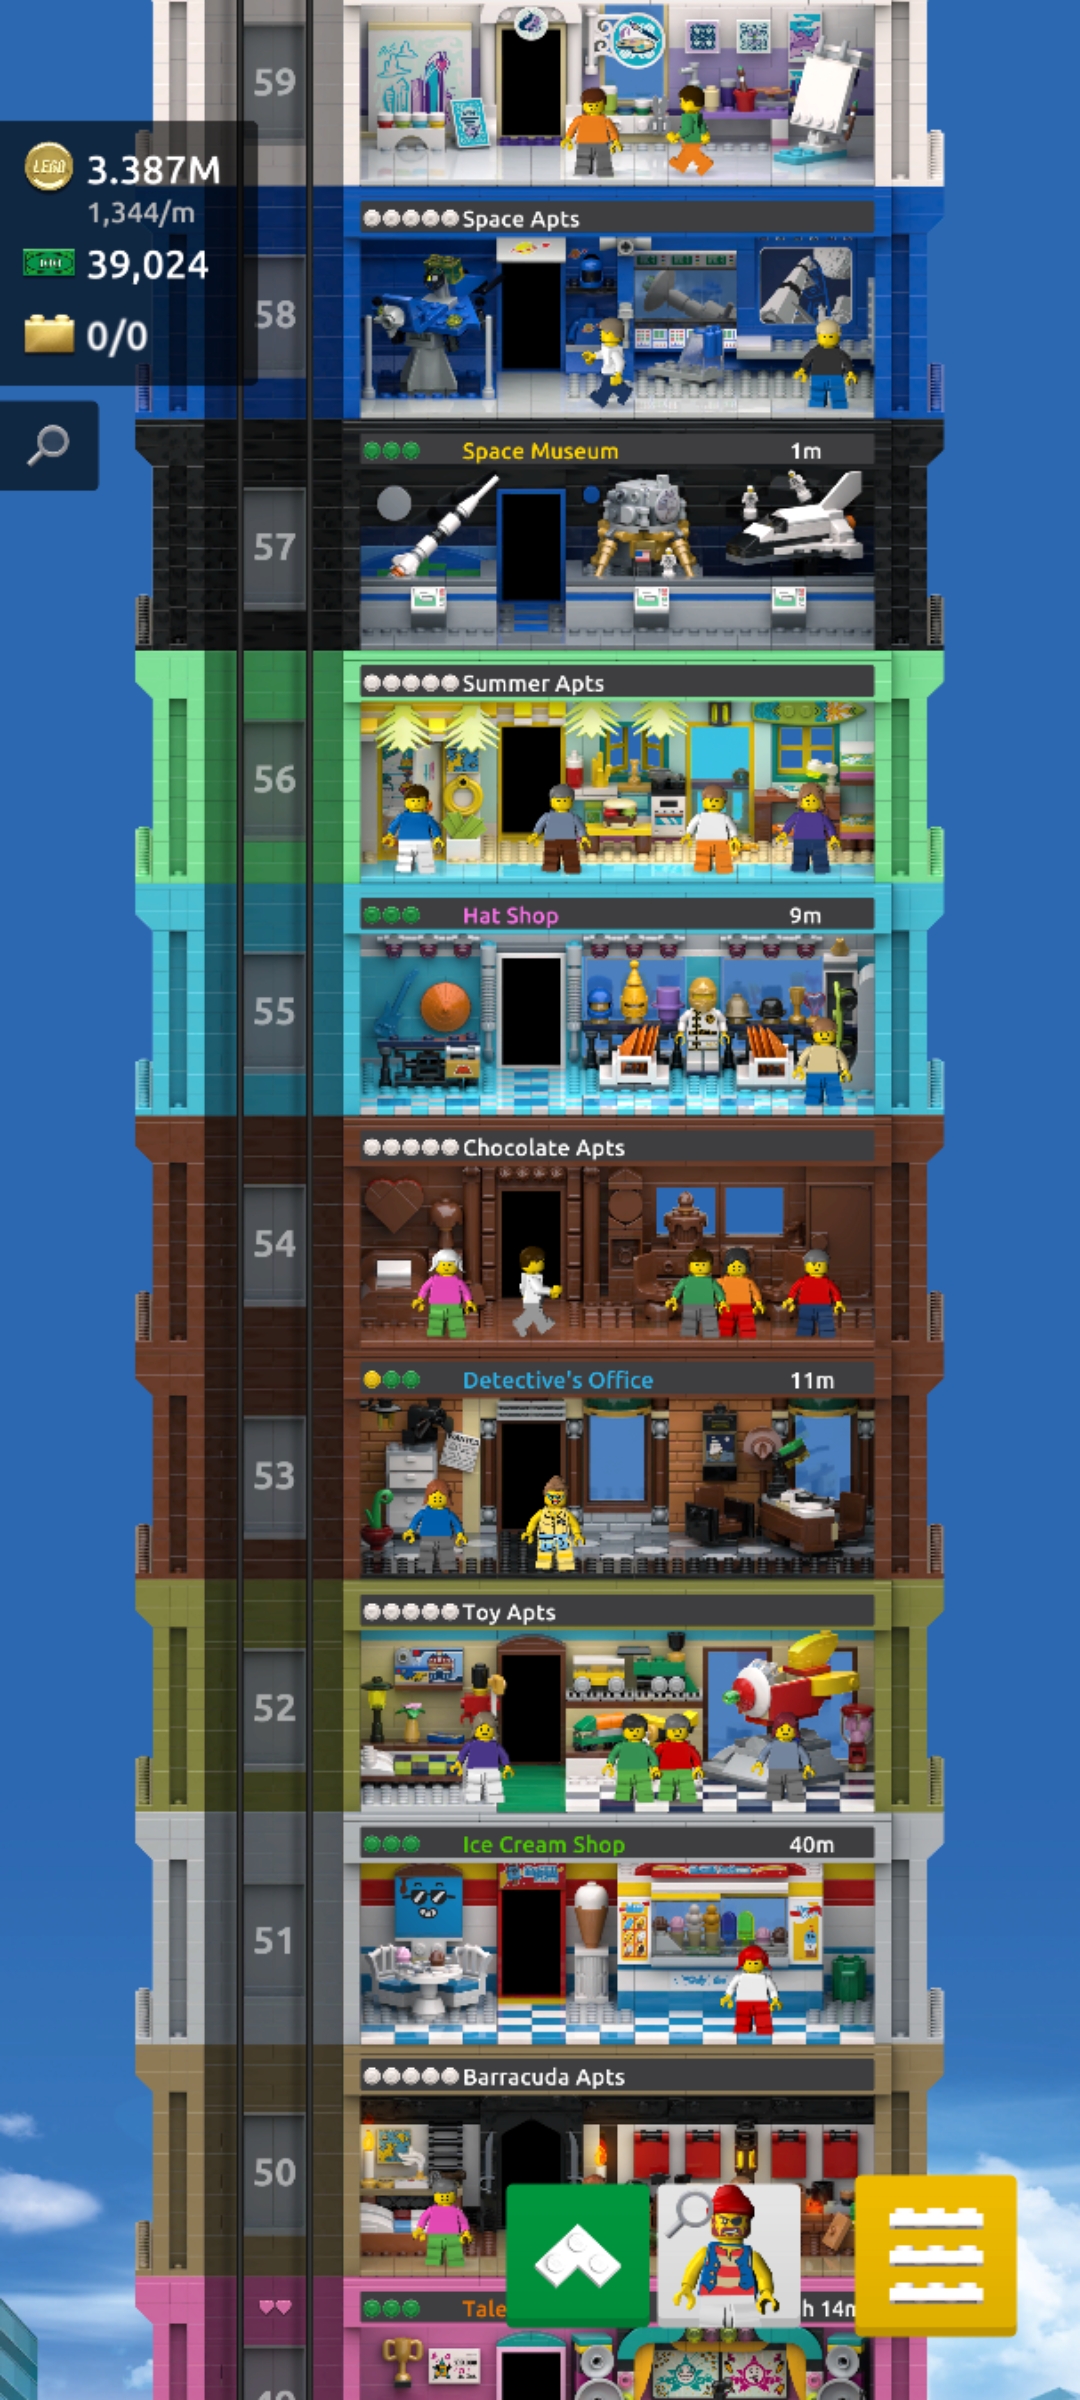 59
LEGO
3.387M
1,344/m
39,024
0/0
Space Apts
58
Space Museum 1m
57
Summer Apts
56
Hat Shop 9m
55
Chocolate Apts
54
Detective's Office 11m
WANTED
53
Toy Apts
52
Ice Cream Shop 40m
51
Barracuda Apts
50
Tale h 14m
49